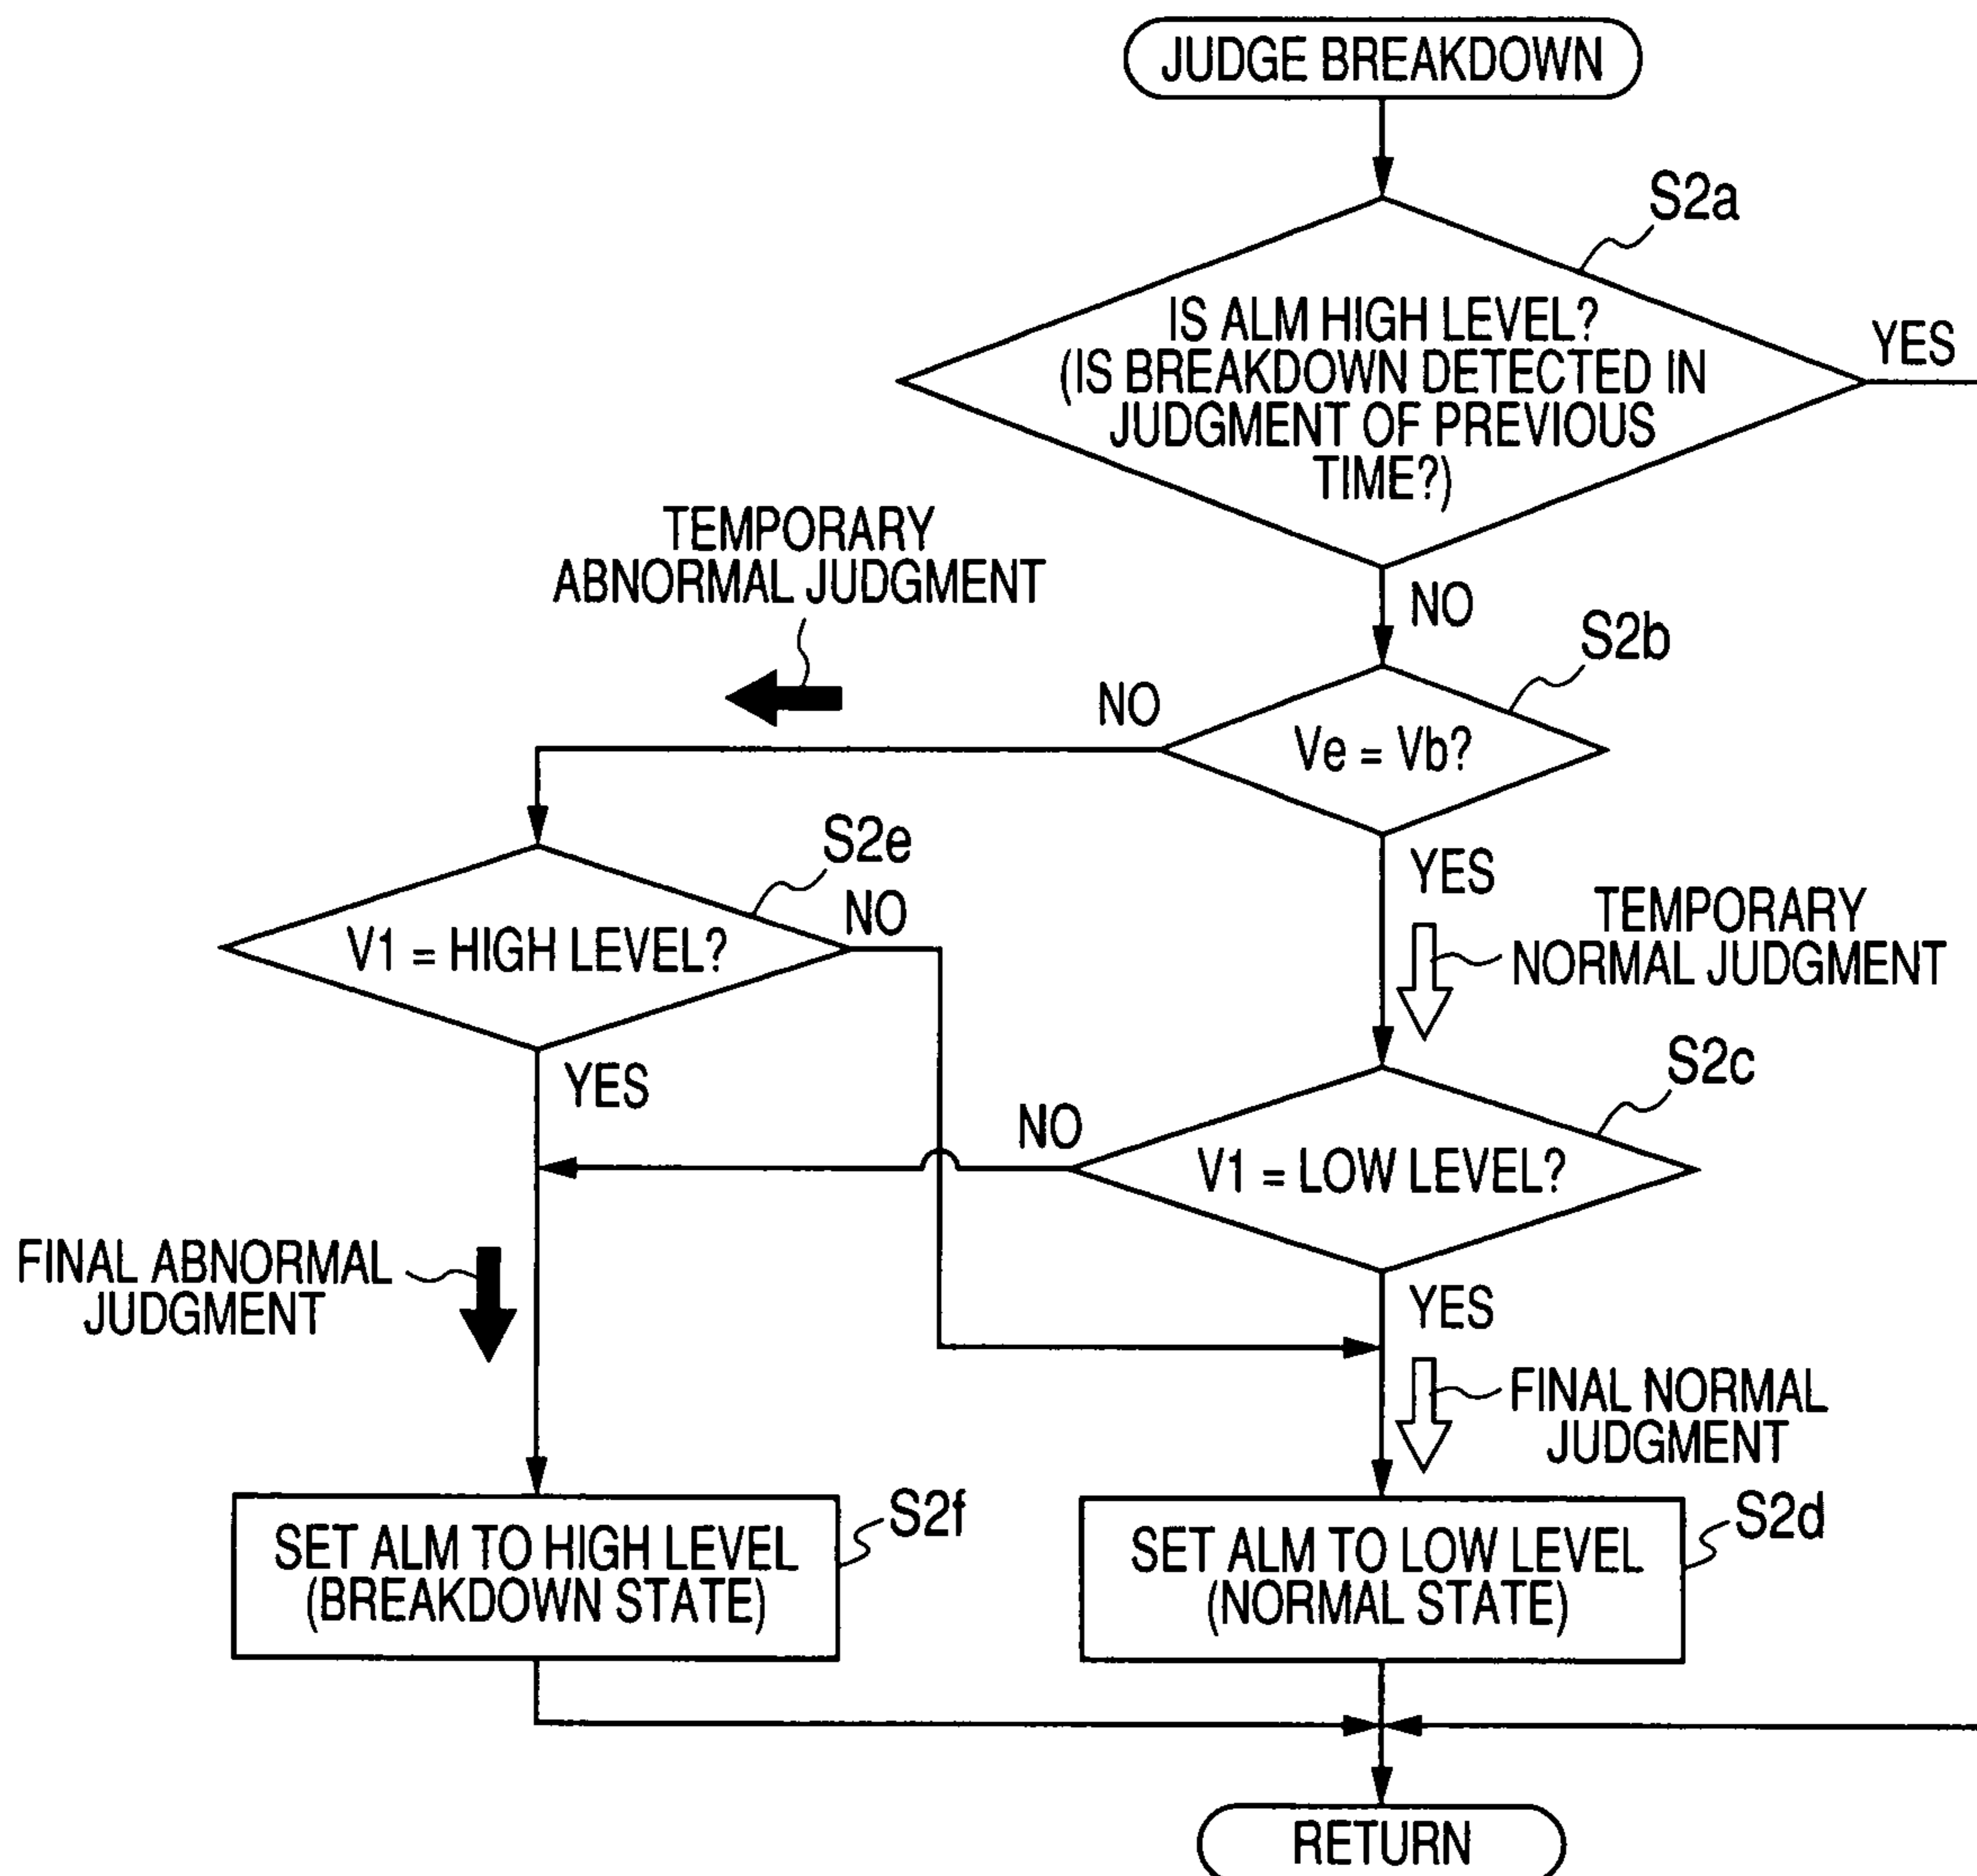 JUDGE BREAKDOWN
S2a
IS ALM HIGH LEVEL?
(IS BREAKDOWN DETECTED IN
JUDGMENT OF PREVIOUS
TIME?)
YES
NO
TEMPORARY
ABNORMAL JUDGMENT
S2b
Ve = Vb?
NO
YES
S2e
V1 = HIGH LEVEL?
NO
YES
TEMPORARY
NORMAL JUDGMENT
S2c
V1 = LOW LEVEL?
NO
YES
FINAL ABNORMAL
JUDGMENT
FINAL NORMAL
JUDGMENT
SET ALM TO HIGH LEVEL
(BREAKDOWN STATE)
S2f
SET ALM TO LOW LEVEL
(NORMAL STATE)
S2d
RETURN